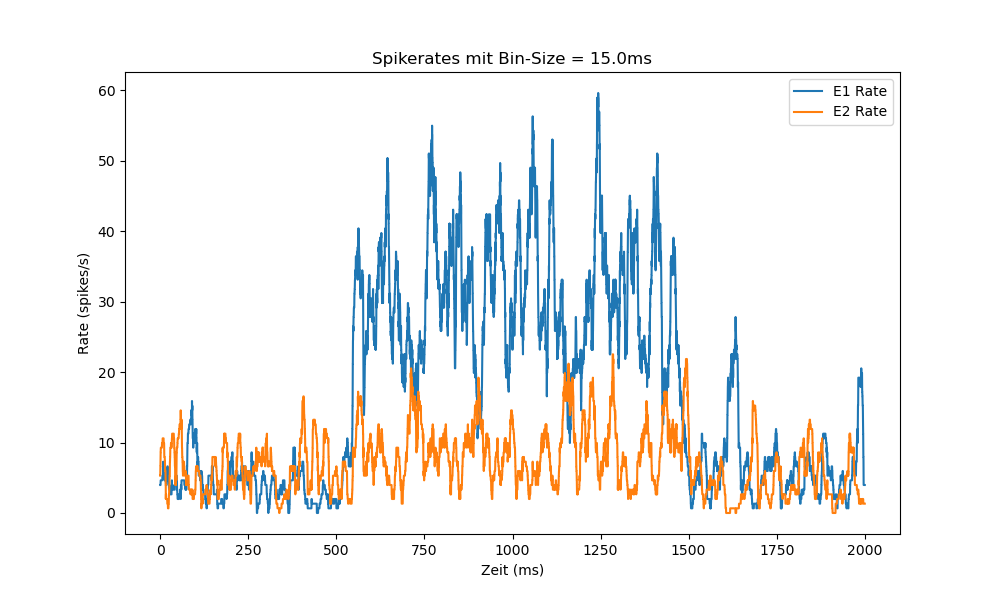 Spikerates mit Bin-Size = 15.0ms
E1 Rate
E2 Rate
60
50
40
30
20
10
0
Rate (spikes/s)
0 250 500 750 1000 1250 1500 1750 2000
Zeit (ms)